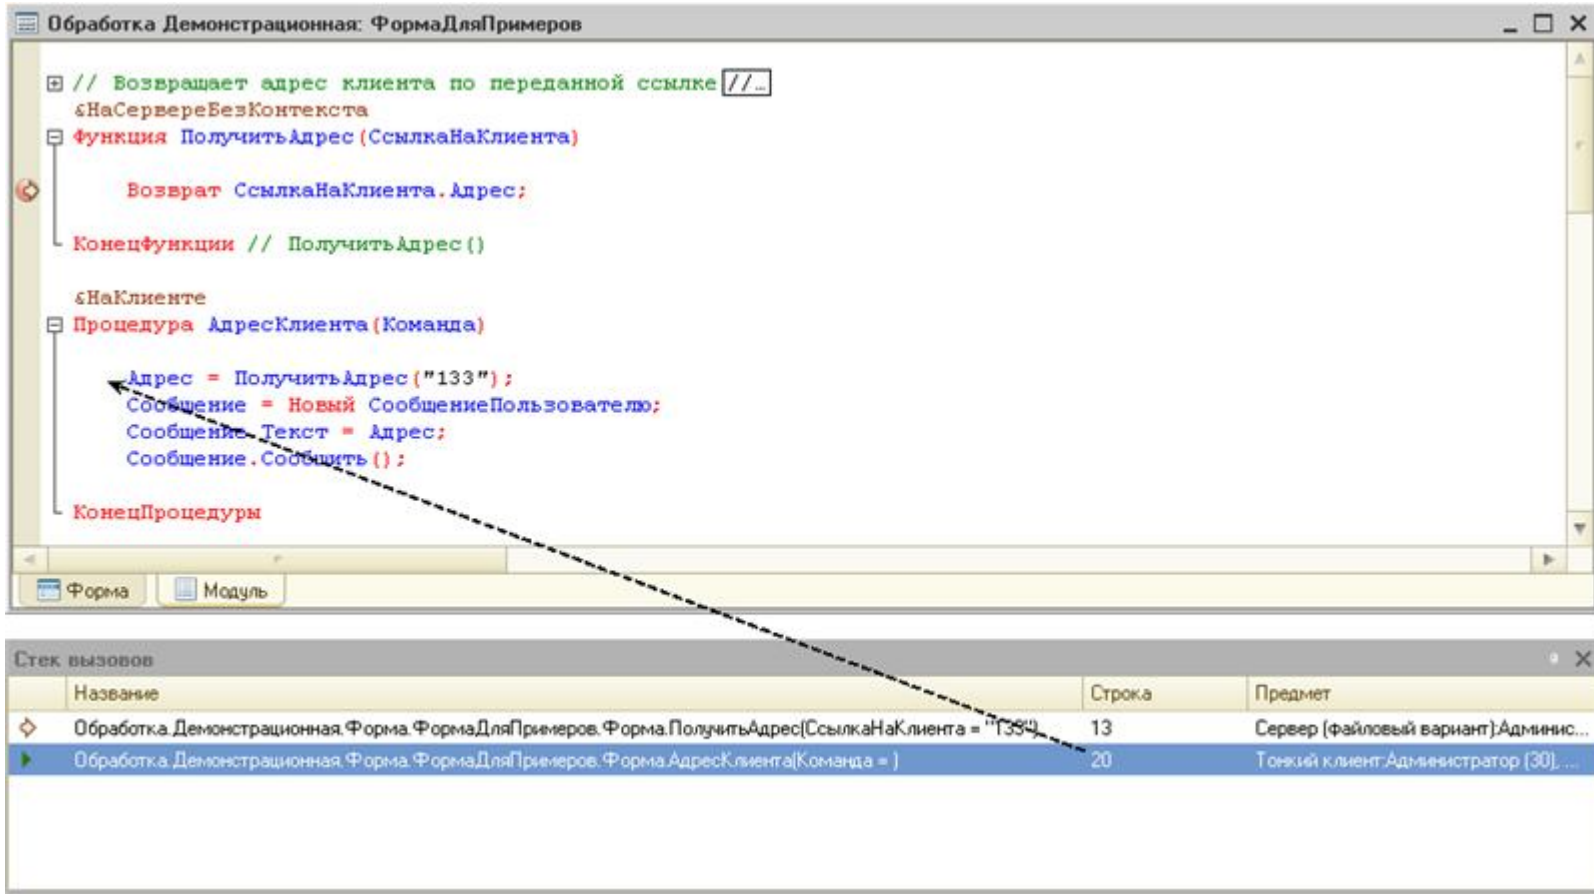 Обработка Демонстрационная: ФормаДляПримеров
// Возвращает адрес клиента по переданной ссылке //...
&НаСервереБезКонтекста
Функция ПолучитьАдрес(СсылкаНаКлиента)
Возврат СсылкаНаКлиента.Адрес;
КонецФункции // ПолучитьАдрес()
&НаКлиенте
Процедура АдресКлиента(Команда)
Адрес = ПолучитьАдрес("133");
Сообщение = Новый СообщениеПользователю;
Сообщение.Текст = Адрес;
Сообщение.Сообщить();
КонецПроцедуры
Форма Модуль
Стек вызовов
Название Строка Предмет
Обработка.Демонстрационная.Форма.ФормаДляПримеров.Форма.ПолучитьАдрес(СсылкаНаКлиента = "133") 13 Сервер (файловый вариант):Админис...
Обработка.Демонстрационная.Форма.ФормаДляПримеров.Форма.АдресКлиента(Команда = ) 20 Тонкий клиент:Администратор (30), ...